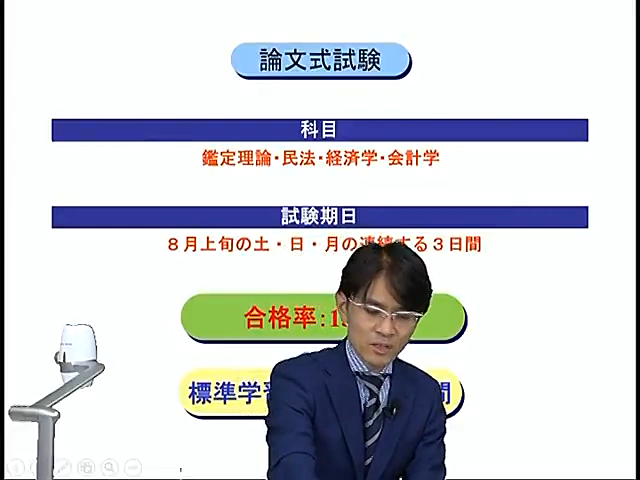 論文式試験
科目
鑑定理論・民法・経済学・会計学
試験期日
８月上旬の土・日・月の連続する３日間
合格率:1
標準学習
間